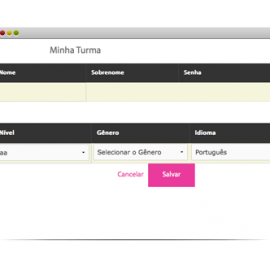 Minha Turma
Nome Sobrenome Senha
Nível Gênero Idioma
aa Selecionar o Gênero Português
Cancelar Salvar